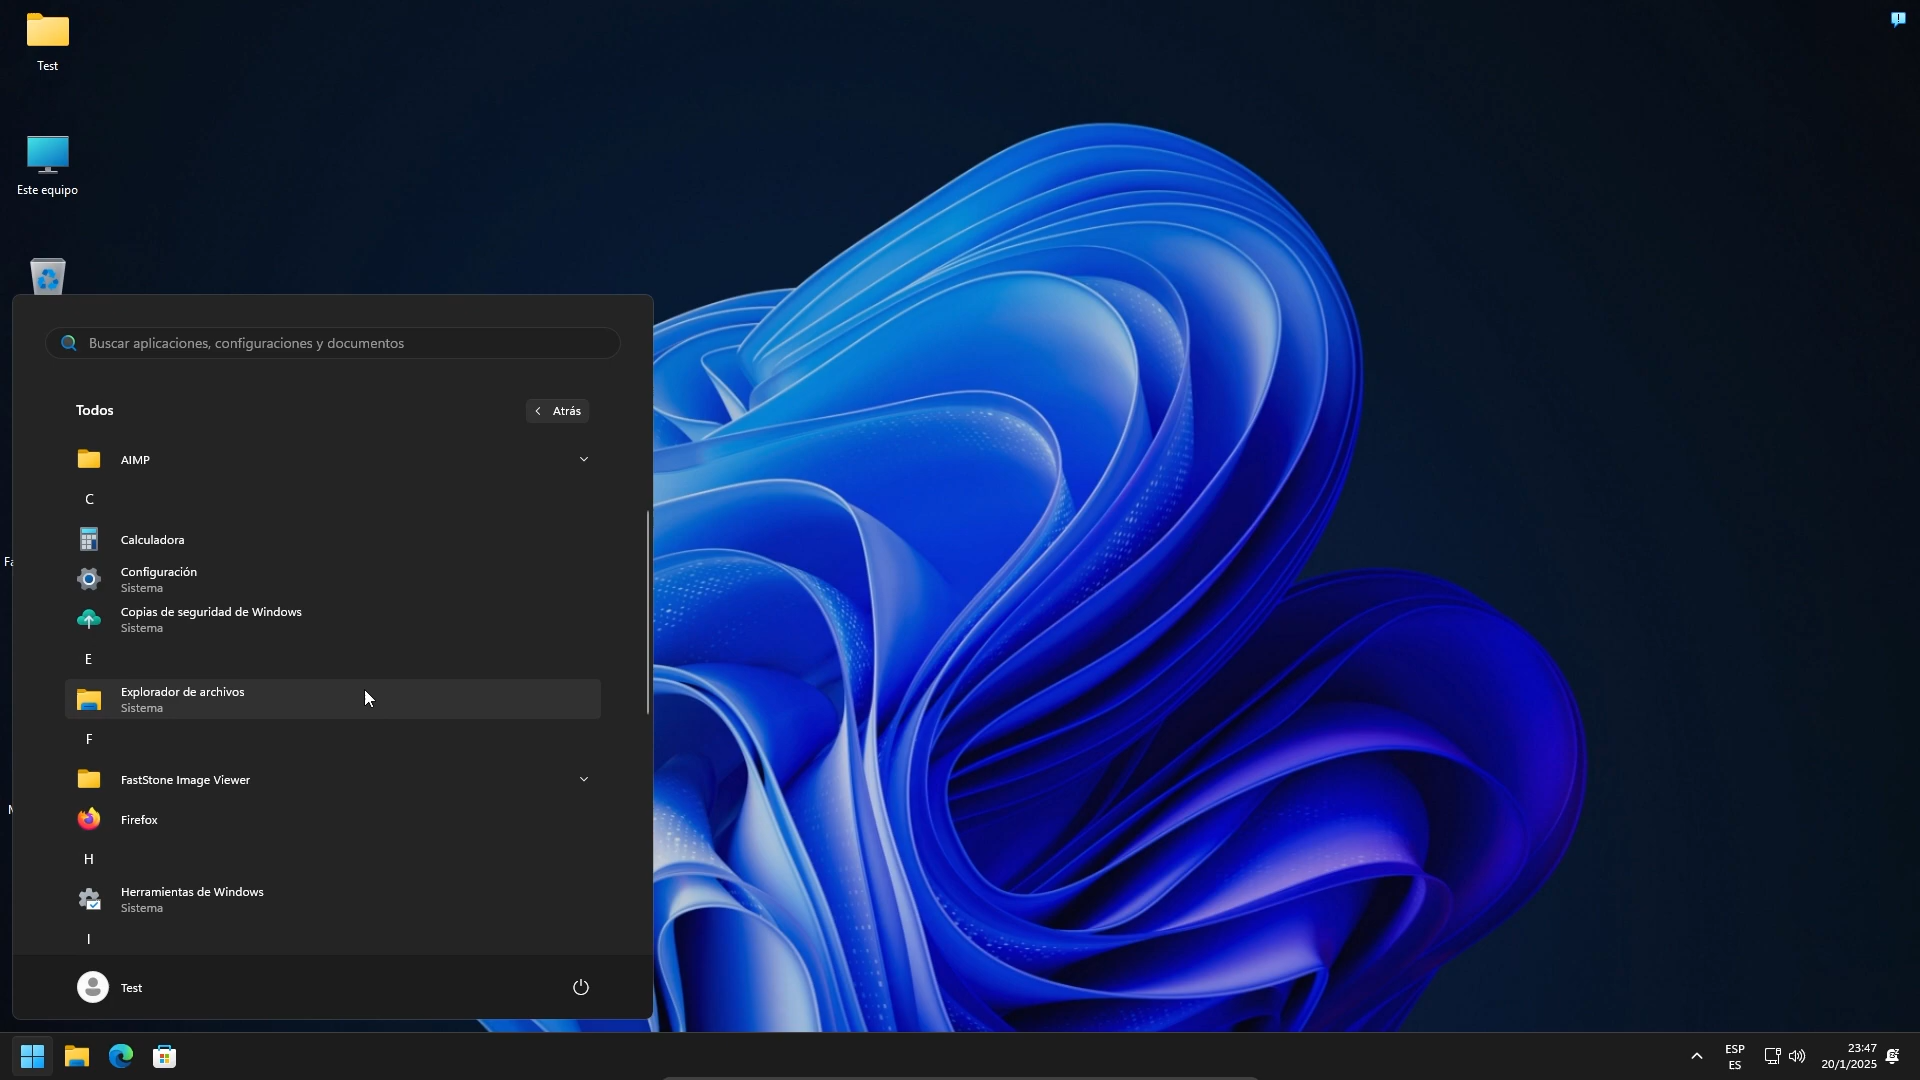 Test
Este equipo
Buscar aplicaciones, configuraciones y documentos
Todos
Atrás
AIMP
C
Calculadora
Configuración
Sistema
Copias de seguridad de Windows
Sistema
E
Explorador de archivos
Sistema
F
FastStone Image Viewer
Firefox
H
Herramientas de Windows
Sistema
I
Test
ESP
ES
23:47
20/1/2025